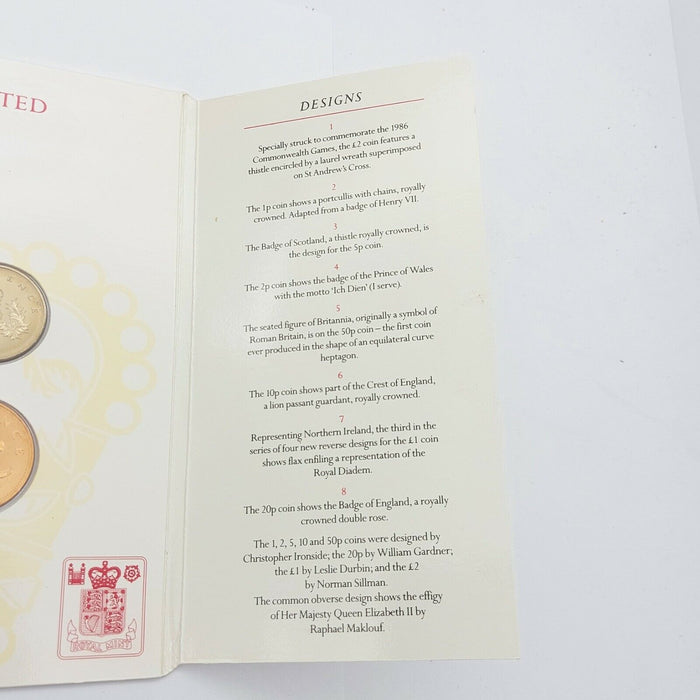 TED
DESIGNS
1
Specially struck to commemorate the 1986
Commonwealth Games, the £2 coin features a
thistle encircled by a laurel wreath superimposed
on St Andrew's Cross.
2
The 1p coin shows a portcullis with chains, royally
crowned. Adapted from a badge of Henry VII.
3
The Badge of Scotland, a thistle royally crowned, is
the design for the 5p coin.
4
The 2p coin shows the badge of the Prince of Wales
with the motto 'Ich Dien' (I serve).
5
The seated figure of Britannia, originally a symbol of
Roman Britain, is on the 50p coin – the first coin
ever produced in the shape of an equilateral curve
heptagon.
6
The 10p coin shows part of the Crest of England,
a lion passant guardant, royally crowned.
7
Representing Northern Ireland, the third in the
series of four new reverse designs for the £1 coin
shows flax enfiling a representation of the
Royal Diadem.
8
The 20p coin shows the Badge of England, a royally
crowned double rose.
The 1, 2, 5, 10 and 50p coins were designed by
Christopher Ironside; the 20p by William Gardner;
the £1 by Leslie Durbin; and the £2
by Norman Sillman.
The common obverse design shows the effigy
of Her Majesty Queen Elizabeth II by
Raphael Maklouf.
ROYAL MINT